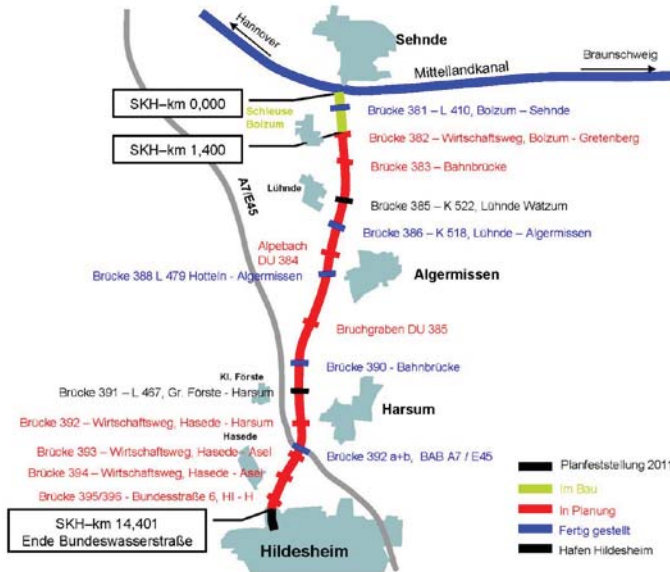 Hannover
Sehnde
Braunschweig
Mittellandkanal
SKH-km 0,000
Schleuse
Bolzum
Brücke 381 – L 410, Bolzum – Sehnde
SKH-km 1,400
Brücke 382 – Wirtschaftsweg, Bolzum - Gretenberg
Brücke 383 – Bahnbrücke
A7/E45
Lühnde
Brücke 385 – K 522, Lühnde Wätzum
Brücke 386 – K 518, Lühnde – Algermissen
Alpebach
DU 384
Brücke 388 L 479 Hotteln - Algermissen
Algermissen
Bruchgraben DU 385
Brücke 390 - Bahnbrücke
Kl. Förste
Brücke 391 – L 467, Gr. Förste - Harsum
Harsum
Brücke 392 – Wirtschaftsweg, Hasede - Harsum
Hasede
Brücke 393 – Wirtschaftsweg, Hasede - Asel
Brücke 392 a+b, BAB A7 / E45
Brücke 394 – Wirtschaftsweg, Hasede - Asel
Brücke 395/396 - Bundesstraße 6, HI - H
SKH-km 14,401
Ende Bundeswasserstraße
Hildesheim
Planfeststellung 2011
Im Bau
In Planung
Fertig gestellt
Hafen Hildesheim